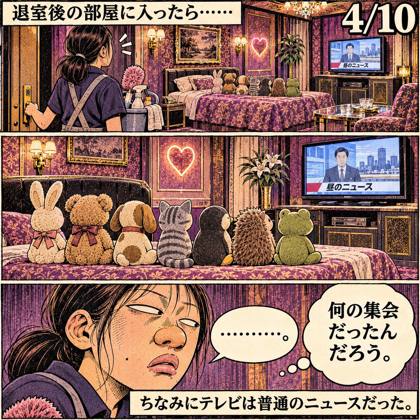 退室後の部屋に入ったら……
4/10
昼のニュース
昼のニュース
…………。
何の集会
だったん
だろう。
ちなみにテレビは普通のニュースだった。